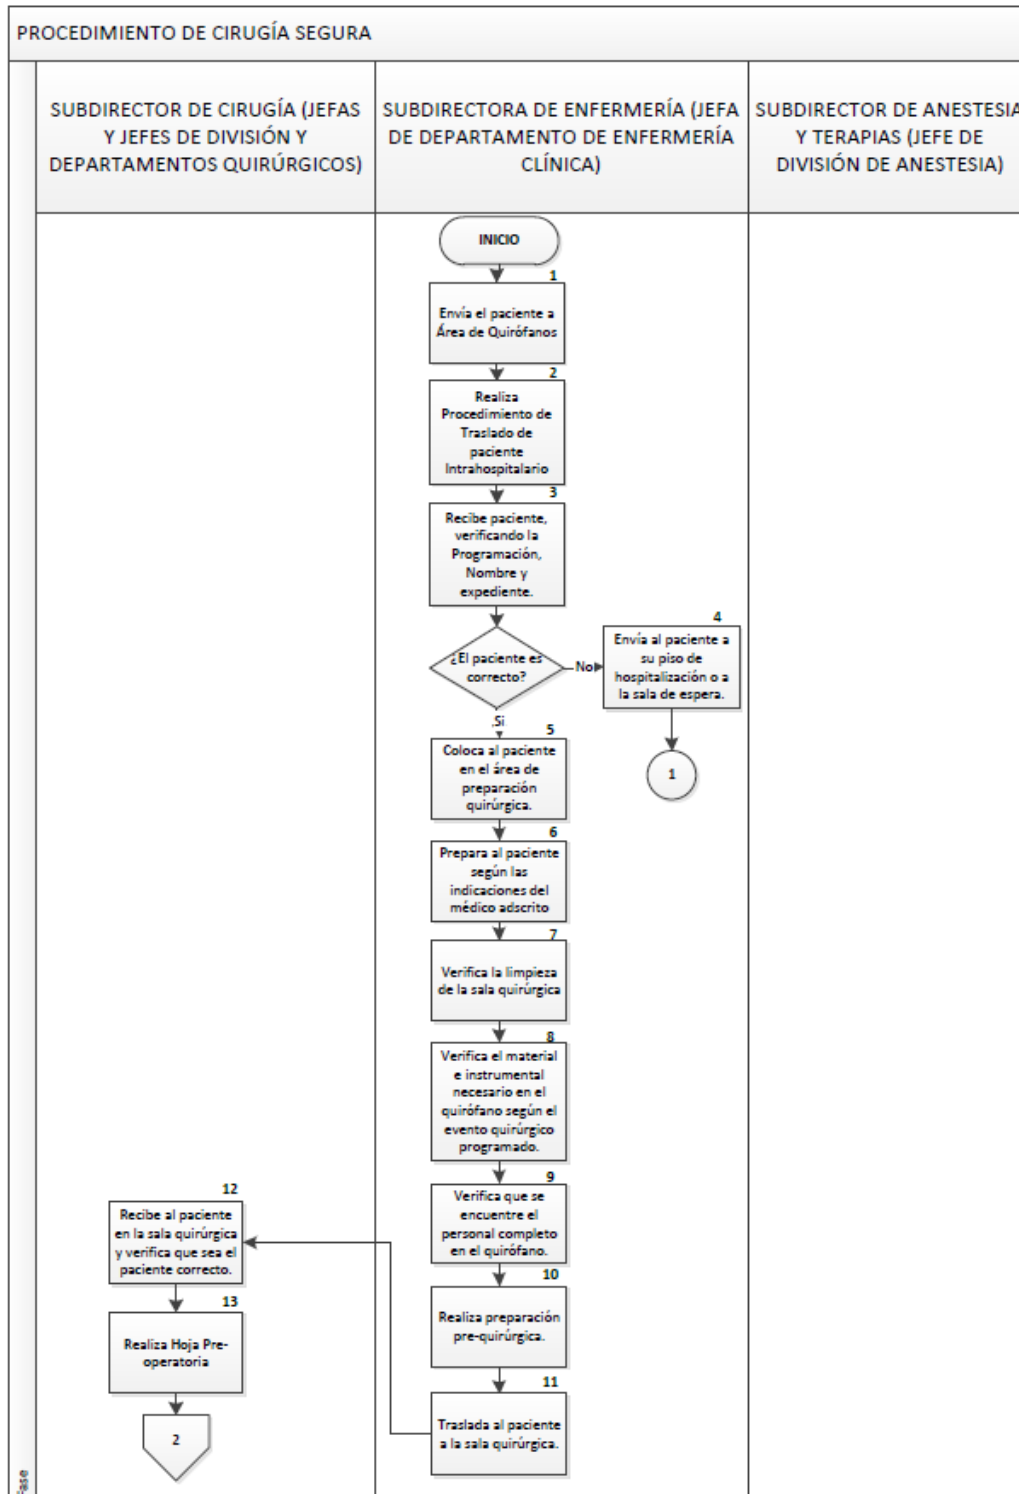 PROCEDIMIENTO DE CIRUGÍA SEGURA
SUBDIRECTOR DE CIRUGÍA (JEFAS
Y JEFES DE DIVISIÓN Y
DEPARTAMENTOS QUIRÚRGICOS)
SUBDIRECTORA DE ENFERMERÍA (JEFA
DE DEPARTAMENTO DE ENFERMERÍA
CLÍNICA)
SUBDIRECTOR DE ANESTESIA
Y TERAPIAS (JEFE DE
DIVISIÓN DE ANESTESIA)
INICIO
1
Envía el paciente a
Área de Quirófanos
2
Realiza
Procedimiento de
Traslado de
paciente
Intrahospitalario
3
Recibe paciente,
verificando la
Programación,
Nombre y
expediente.
¿El paciente es
correcto?
No
4
Envía al paciente a
su piso de
hospitalización o a
la sala de espera.
1
Si
5
Coloca al paciente
en el área de
preparación
quirúrgica.
6
Prepara al paciente
según las
indicaciones del
médico adscrito
7
Verifica la limpieza
de la sala quirúrgica
8
Verifica el material
e instrumental
necesario en el
quirófano según el
evento quirúrgico
programado.
9
Verifica que se
encuentre el
personal completo
en el quirófano.
10
Realiza preparación
pre-quirúrgica.
11
Traslada al paciente
a la sala quirúrgica.
12
Recibe al paciente
en la sala quirúrgica
y verifica que sea el
paciente correcto.
13
Realiza Hoja Pre-
operatoria
2
Fase